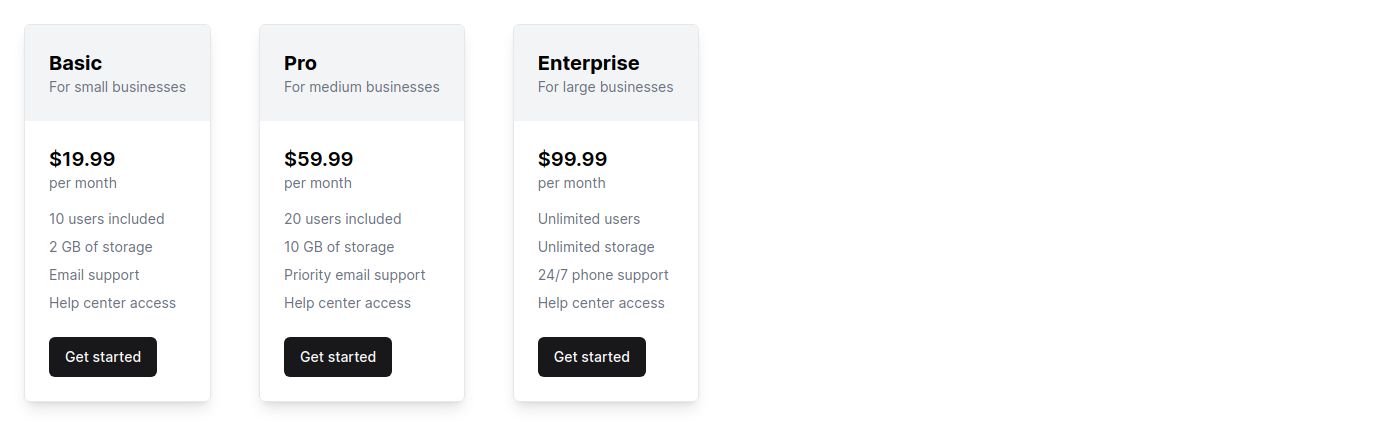 Basic
For small businesses
$19.99
per month
10 users included
2 GB of storage
Email support
Help center access
Get started
Pro
For medium businesses
$59.99
per month
20 users included
10 GB of storage
Priority email support
Help center access
Get started
Enterprise
For large businesses
$99.99
per month
Unlimited users
Unlimited storage
24/7 phone support
Help center access
Get started